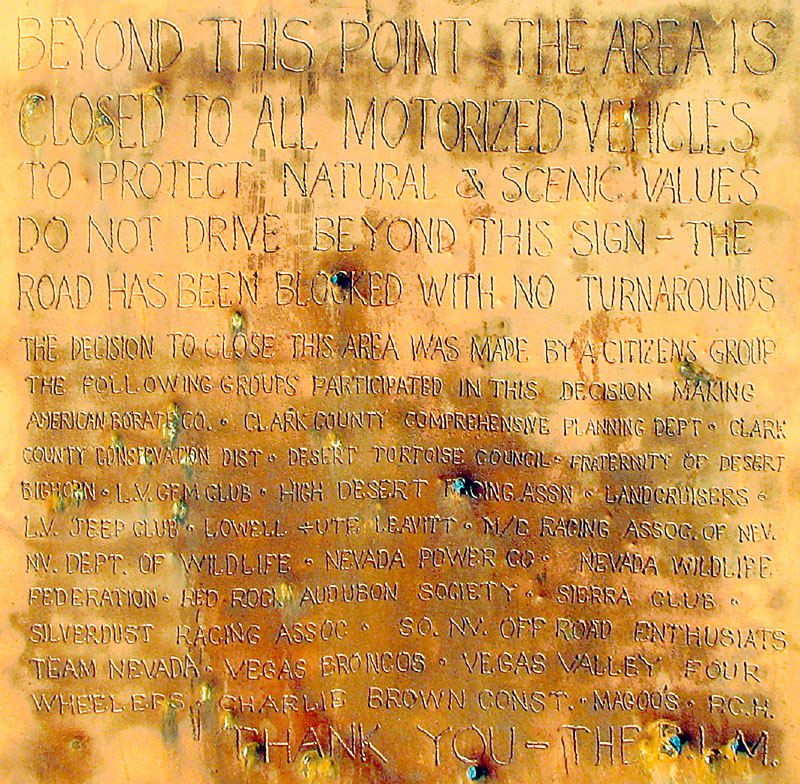 BEYOND THIS POINT THE AREA IS
CLOSED TO ALL MOTORIZED VEHICLES
TO PROTECT NATURAL & SCENIC VALUES
DO NOT DRIVE BEYOND THIS SIGN - THE
ROAD HAS BEEN BLOCKED WITH NO TURNAROUNDS
THE DECISION TO CLOSE THIS AREA WAS MADE BY A CITIZENS GROUP
THE FOLLOWING GROUPS PARTICIPATED IN THIS DECISION MAKING
AMERICAN BORATE CO. • CLARK COUNTY COMPREHENSIVE PLANNING DEPT • CLARK
COUNTY CONSERVATION DIST • DESERT TORTOISE COUNCIL • FRATERNITY OF DESERT
BIGHORN • L.V. GEM CLUB • HIGH DESERT RACING ASSN • LANDCRUISERS •
L.V. JEEP CLUB • LOWELL & UTE LEAVITT • M/C RACING ASSOC. OF NEV.
NV. DEPT. OF WILDLIFE • NEVADA POWER CO • NEVADA WILDLIFE
FEDERATION • RED ROCK AUDUBON SOCIETY • SIERRA CLUB •
SILVERDUST RACING ASSOC • SO. NV. OFF ROAD ENTHUSIATS
TEAM NEVADA • VEGAS BRONCOS • VEGAS VALLEY FOUR
WHEELERS • CHARLIE BROWN CONST. • MAGOO'S • P.C.H.
THANK YOU - THE B.L.M.